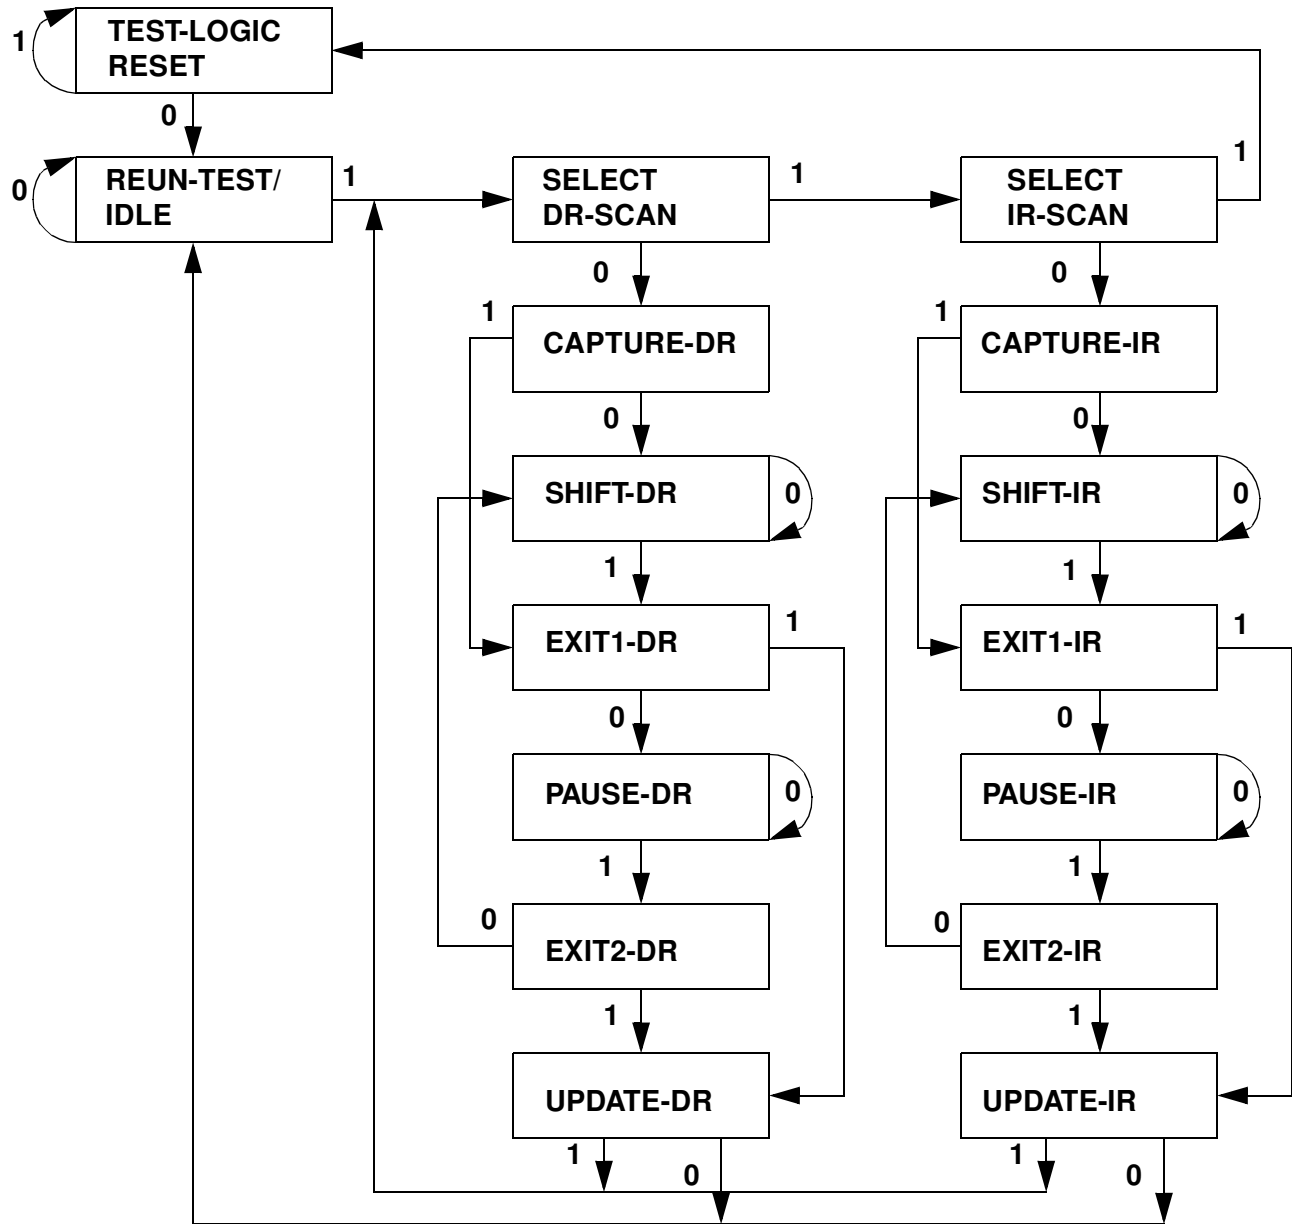 TEST-LOGIC
RESET
1
0
REUN-TEST/
IDLE
0
1
SELECT
DR-SCAN
1
SELECT
IR-SCAN
1
0
0
1
CAPTURE-DR
1
CAPTURE-IR
0
0
SHIFT-DR
0
SHIFT-IR
0
1
1
EXIT1-DR
1
EXIT1-IR
1
0
0
PAUSE-DR
0
PAUSE-IR
0
1
1
0
EXIT2-DR
0
EXIT2-IR
1
1
UPDATE-DR
UPDATE-IR
1
0
1
0